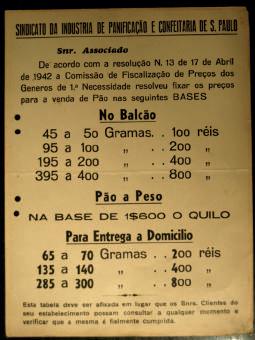 SINDICATO DA INDUSTRIA DE PANIFICAÇÃO E CONFEITARIA DE S. PAULO
Snr. Associado
De acordo com a resolução N. 13 de 17 de Abril
de 1942 a Comissão de Fiscalização de Preços dos
Generos de 1.ª Necessidade resolveu fixar os preços
para a venda de Pão nas seguintes BASES
No Balcão
45 a 50 Gramas. . 100 réis
95 a 100 „ . . 200 „
195 a 200 „ . . 400 „
395 a 400 „ . . 800 „
Pão a Peso
NA BASE DE 1$600 O QUILO
Para Entrega a Domicilio
65 a 70 Gramas . . 200 réis
135 a 140 „ . . 400 „
285 a 300 „ . . 800 „
Esta tabela deve ser afixada em lugar que os Snrs. Clientes do
seu estabelecimento possam consultar a qualquer momento e
verificar que a mesma é fielmente cumprida.